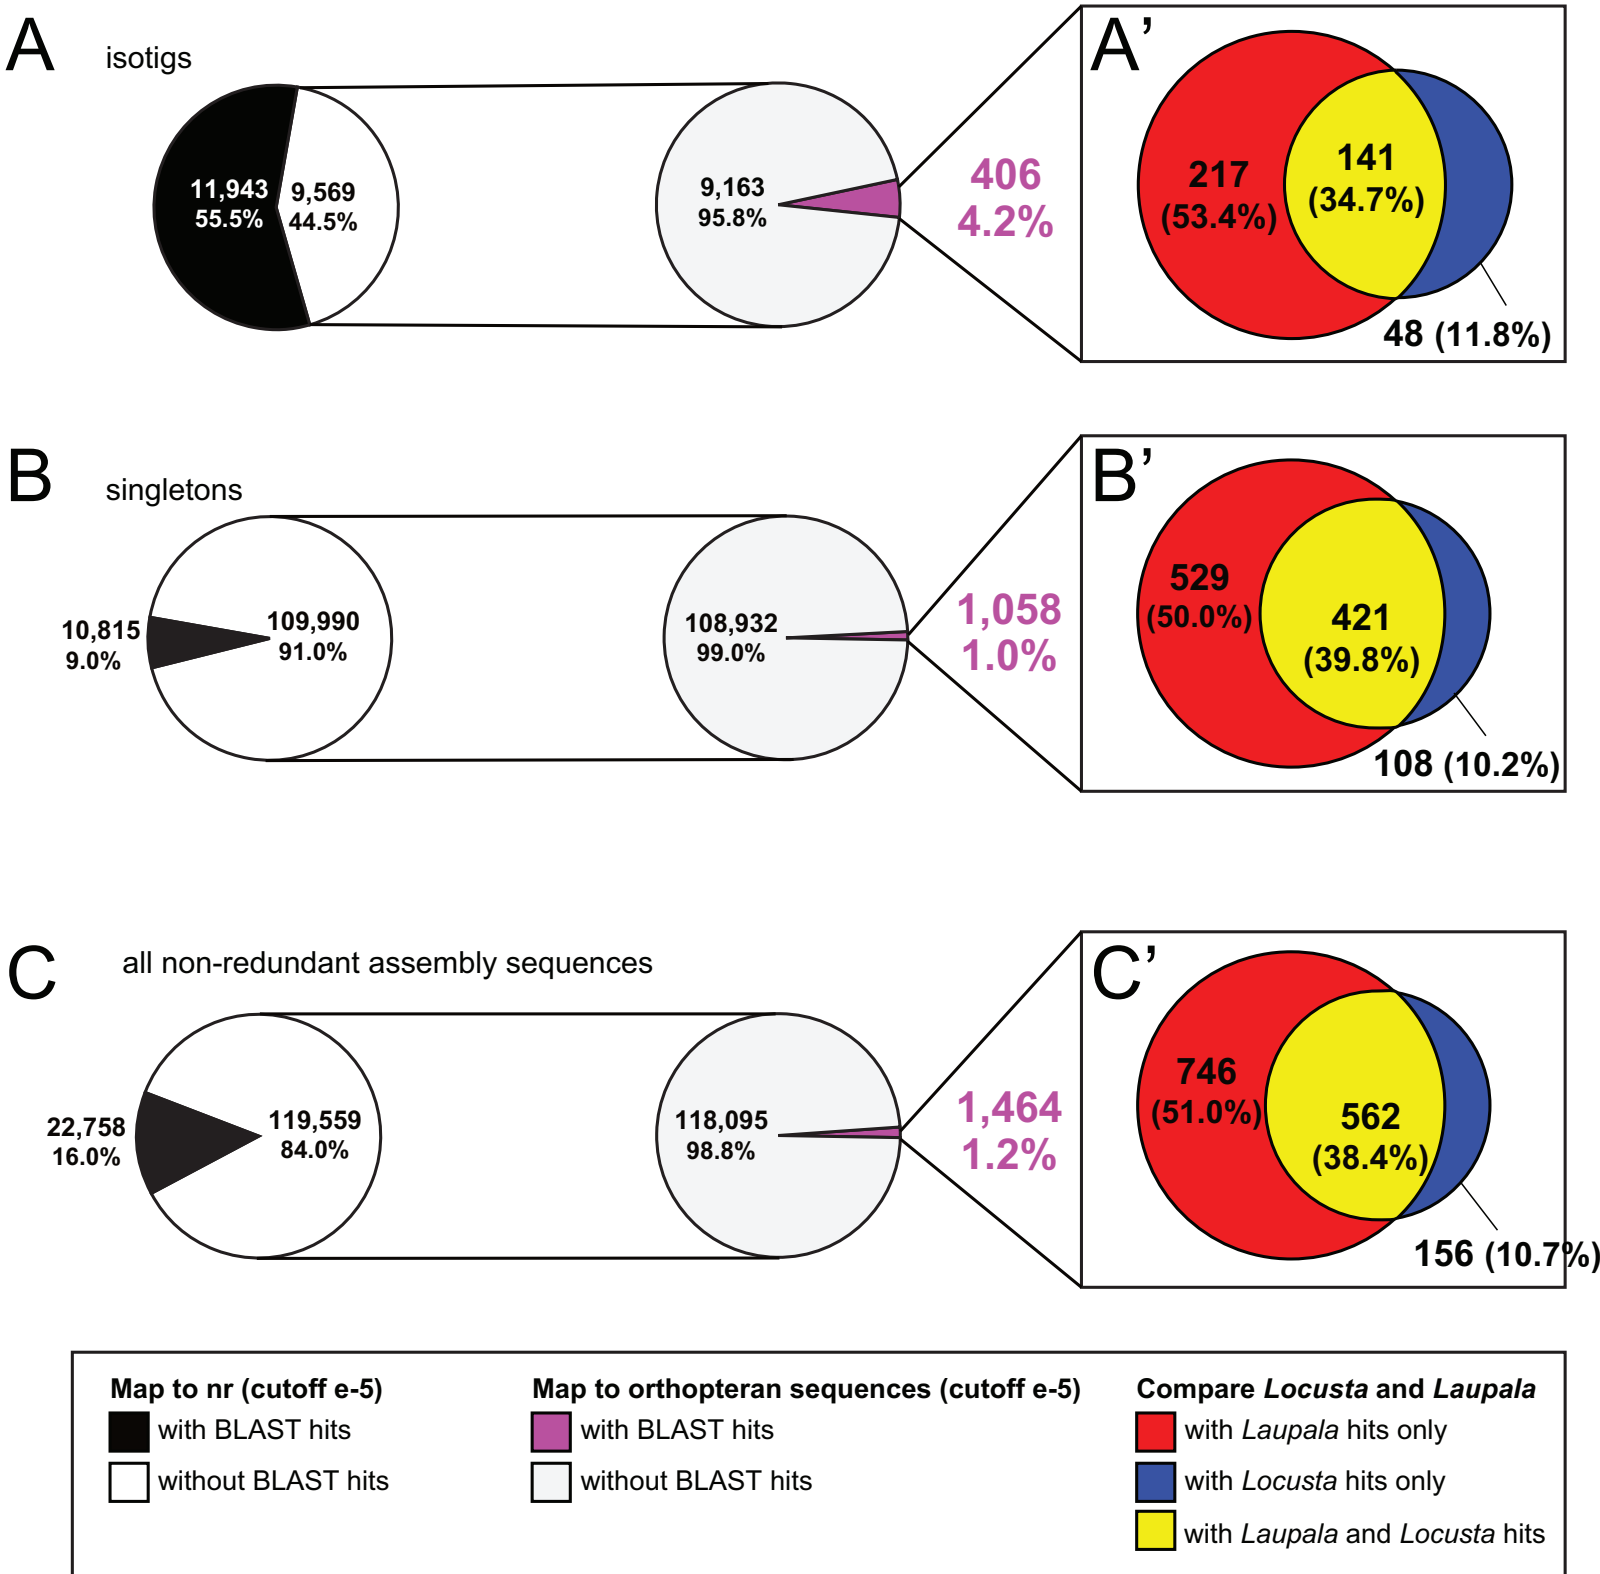 A
isotigs
11,943
55.5%
9,569
44.5%
9,163
95.8%
406
4.2%
A’
217
(53.4%)
141
(34.7%)
48 (11.8%)
B
singletons
10,815
9.0%
109,990
91.0%
108,932
99.0%
1,058
1.0%
B’
529
(50.0%)
421
(39.8%)
108 (10.2%)
C
all non-redundant assembly sequences
22,758
16.0%
119,559
84.0%
118,095
98.8%
1,464
1.2%
C’
746
(51.0%)
562
(38.4%)
156 (10.7%)
Map to nr (cutoff e-5)
with BLAST hits
without BLAST hits
Map to orthopteran sequences (cutoff e-5)
with BLAST hits
without BLAST hits
Compare Locusta and Laupala
with Laupala hits only
with Locusta hits only
with Laupala and Locusta hits